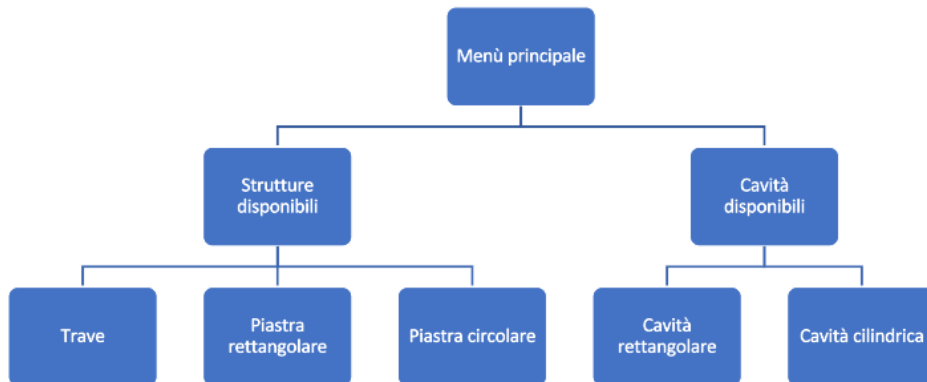 Menù principale
Strutture
disponibili
Cavità
disponibili
Trave
Piastra
rettangolare
Piastra circolare
Cavità
rettangolare
Cavità cilindrica